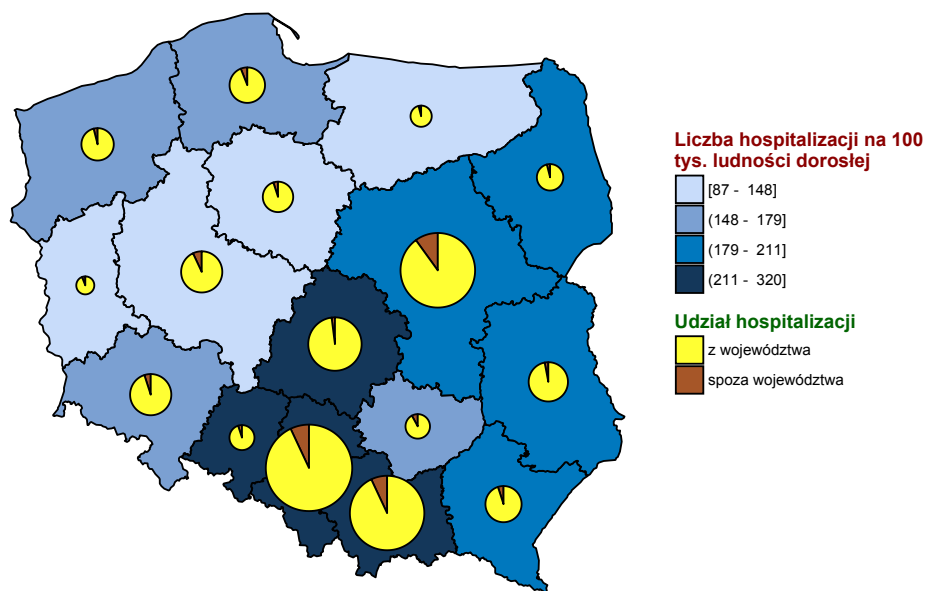 Liczba hospitalizacji na 100
tys. ludności dorosłej
[87 - 148]
(148 - 179]
(179 - 211]
(211 - 320]
Udział hospitalizacji
z województwa
spoza województwa